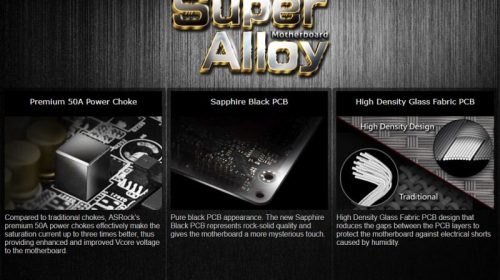 Super
Motherboard
Alloy
Premium 50A Power Choke
Compared to traditional chokes, ASRock's
premium 50A power chokes effectively make the
saturation current up to three times better, thus
providing enhanced and improved Vcore voltage
to the motherboard.
Sapphire Black PCB
Pure black PCB appearance. The new Sapphire
Black PCB represents rock-solid quality and
gives the motherboard a more mysterious touch.
High Density Glass Fabric PCB
High Density Design
Traditional
High Density Glass Fabric PCB design that
reduces the gaps between the PCB layers to
protect the motherboard against electrical shorts
caused by humidity.